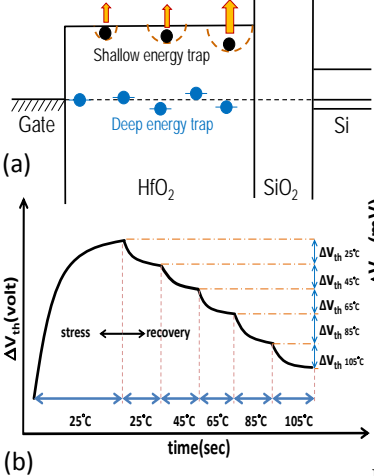 Shallow energy trap
Gate
Deep energy trap
Si
(a)
HfO₂
SiO₂
ΔVth(volt)
(mV)
ΔVth 25°C
ΔVth 45°C
ΔVth 65°C
ΔVth 85°C
ΔVth 105°C
stress
recovery
25°C
25°C
45°C
65°C
85°C
105°C
time(sec)
(b)